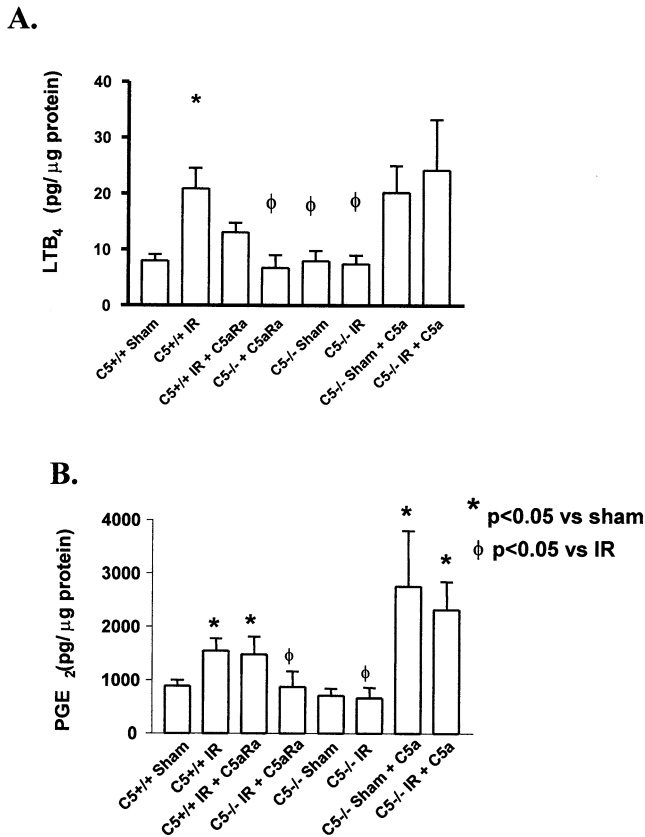 A.
LTB4 (pg/ μg protein)
40
30
20
10
0
*
ϕ ϕ ϕ
C5+/+ Sham
C5+/+ IR
C5+/+ IR + C5aRa
C5-/- + C5aRa
C5-/- Sham
C5-/- IR
C5-/- Sham + C5a
C5-/- IR + C5a
B.
PGE 2(pg/ μg protein)
4000
3000
2000
1000
0
* * ϕ ϕ * *
* p<0.05 vs sham
ϕ p<0.05 vs IR
C5+/+ Sham
C5+/+ IR
C5+/+ IR + C5aRa
C5-/- IR + C5aRa
C5-/- Sham
C5-/- IR
C5-/- Sham + C5a
C5-/- IR + C5a